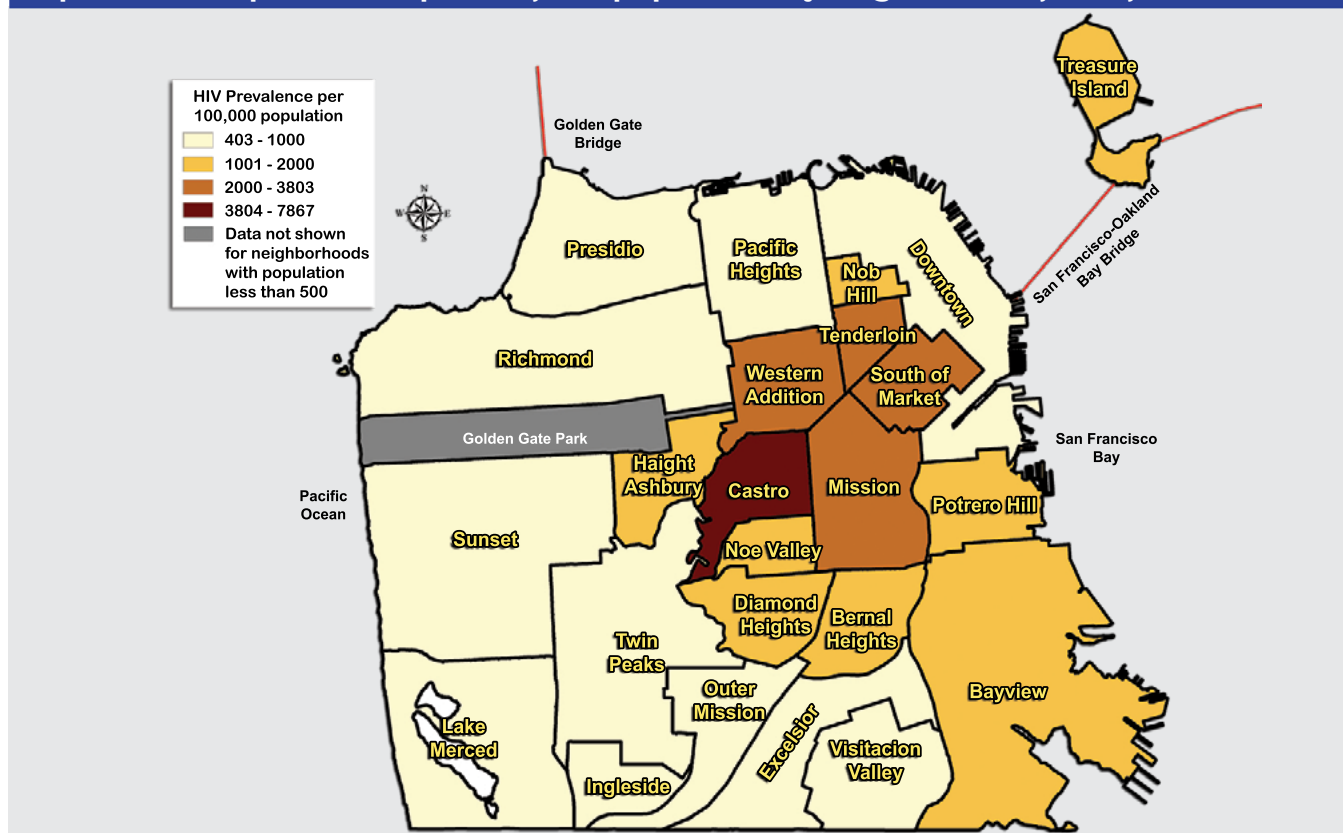 HIV Prevalence per
100,000 population
403 - 1000
1001 - 2000
2000 - 3803
3804 - 7867
Data not shown
for neighborhoods
with population
less than 500
Golden Gate
Bridge
N
W
E
S
Treasure
Island
San Francisco-Oakland
Bay Bridge
Presidio
Pacific
Heights
Nob
Hill
Downtown
Tenderloin
Richmond
Western
Addition
South of
Market
Golden Gate Park
San Francisco
Bay
Haight
Ashbury
Castro
Mission
Potrero Hill
Pacific
Ocean
Sunset
Noe Valley
Diamond
Heights
Bernal
Heights
Twin
Peaks
Outer
Mission
Bayview
Lake
Merced
Excelsior
Visitacion
Valley
Ingleside